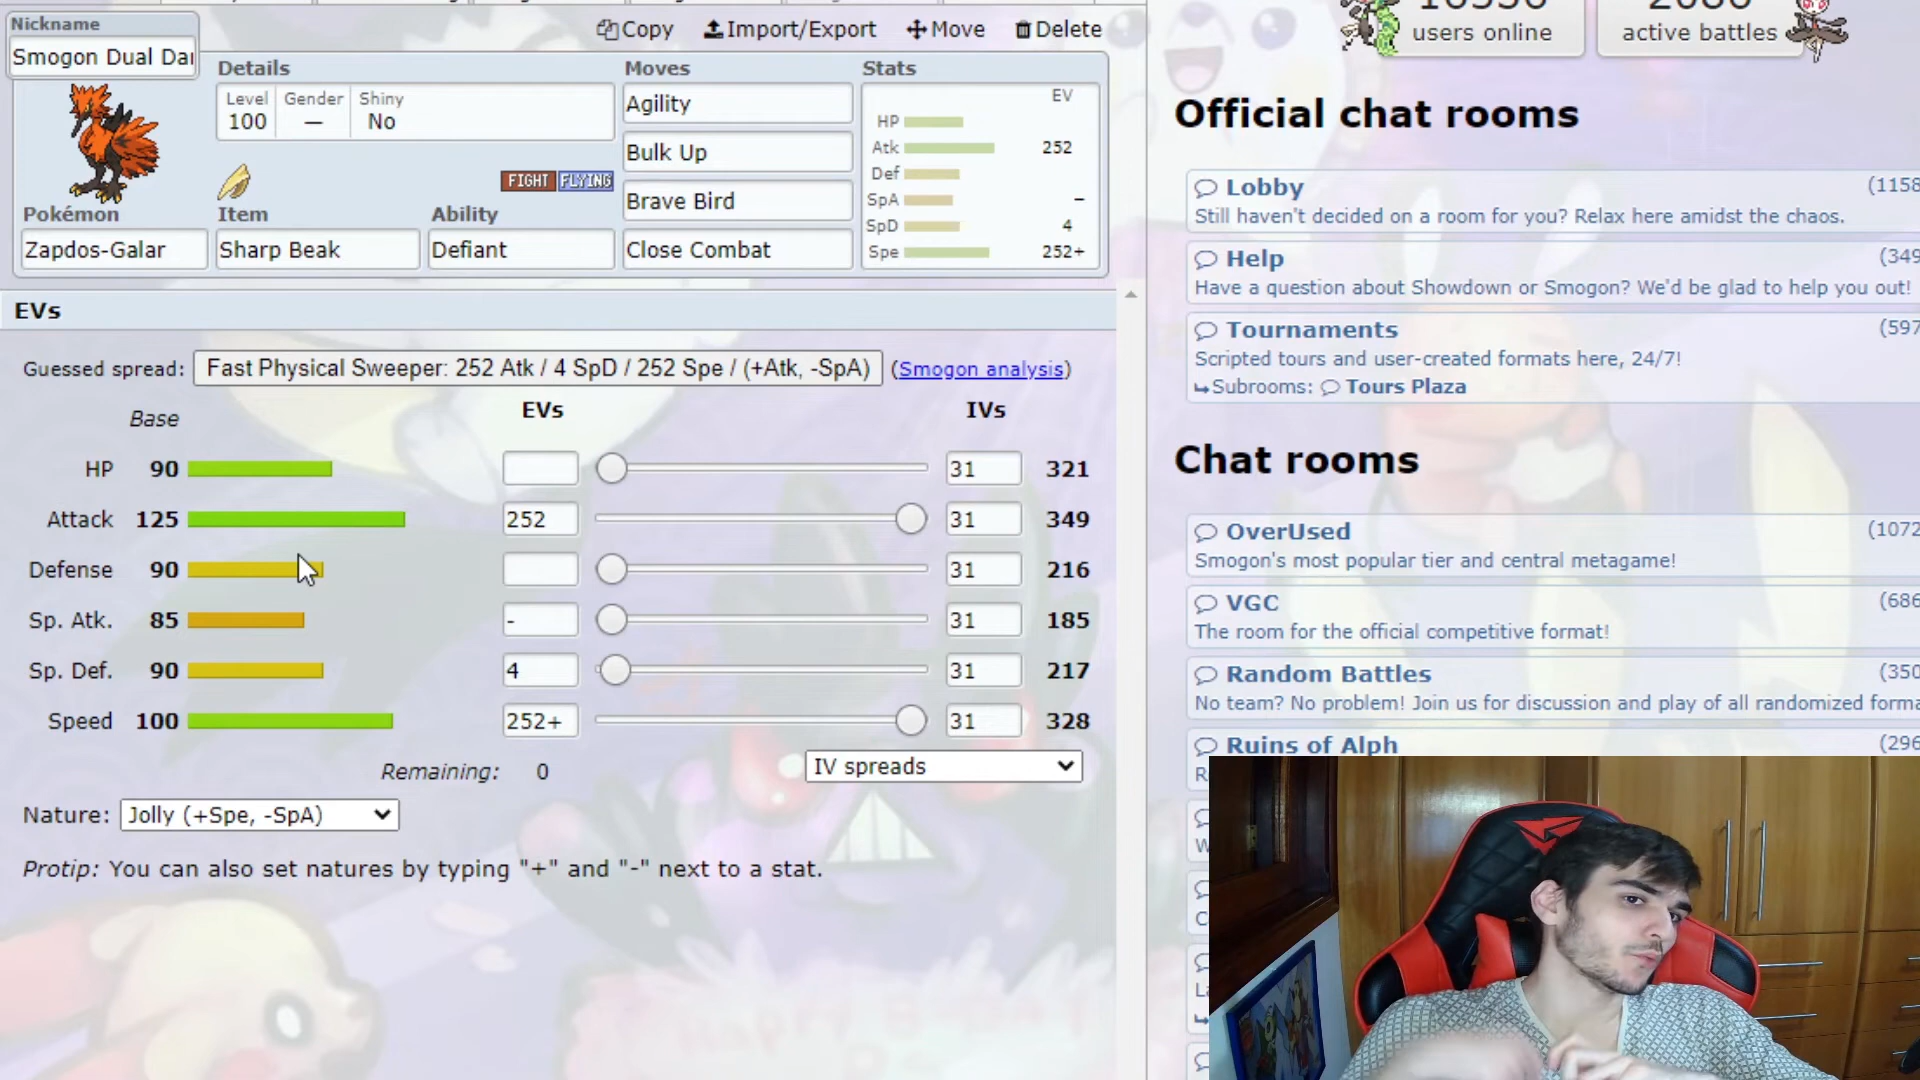 Nickname
Smogon Dual Dan
Copy Import/Export Move Delete
Details
Level Gender Shiny
100 — No
FIGHT FLYING
Pokémon Item Ability
Zapdos-Galar Sharp Beak Defiant
Moves
Agility
Bulk Up
Brave Bird
Close Combat
Stats
EV
HP
Atk 252
Def
SpA –
SpD 4
Spe 252+
EVs
Guessed spread: Fast Physical Sweeper: 252 Atk / 4 SpD / 252 Spe / (+Atk, -SpA) (Smogon analysis)
Base EVs IVs
HP 90 31 321
Attack 125 252 31 349
Defense 90 31 216
Sp. Atk. 85 - 31 185
Sp. Def. 90 4 31 217
Speed 100 252+ 31 328
Remaining: 0 IV spreads
Nature: Jolly (+Spe, -SpA)
Protip: You can also set natures by typing "+" and "-" next to a stat.
users online
active battles
Official chat rooms
Lobby (1158
Still haven't decided on a room for you? Relax here amidst the chaos.
Help (349
Have a question about Showdown or Smogon? We'd be glad to help you out!
Tournaments (597
Scripted tours and user-created formats here, 24/7!
↳Subrooms: Tours Plaza
Chat rooms
OverUsed (1072
Smogon's most popular tier and central metagame!
VGC (686
The room for the official competitive format!
Random Battles (350
No team? No problem! Join us for discussion and play of all randomized forma
Ruins of Alph (296